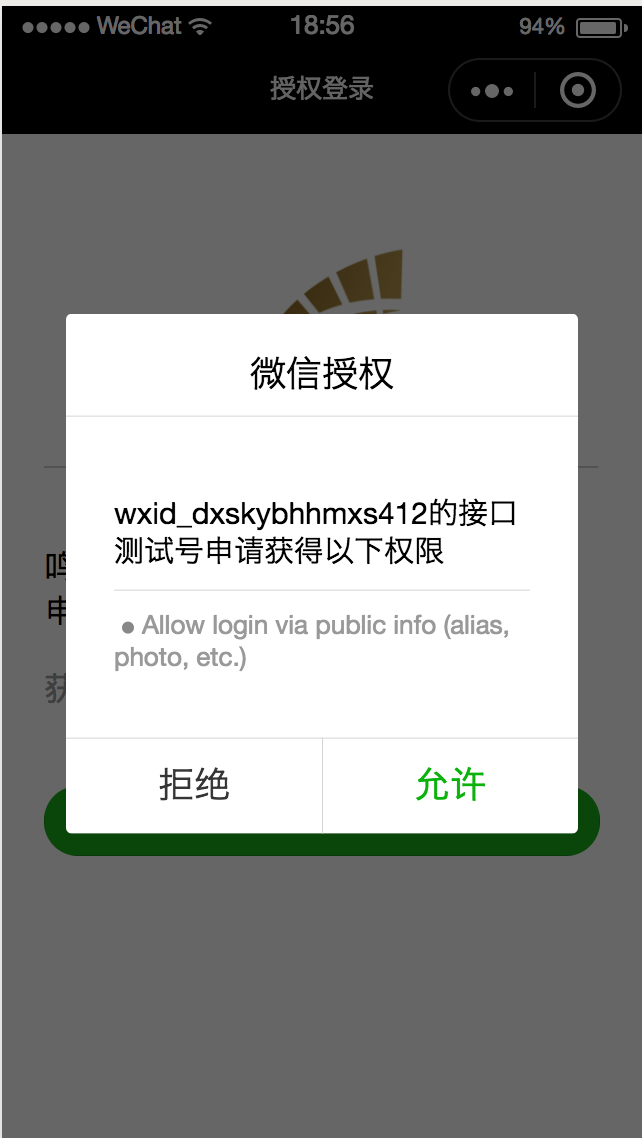 WeChat 18:56 94%
授权登录
微信授权
wxid_dxskybhhmxs412的接口
测试号申请获得以下权限
● Allow login via public info (alias,
photo, etc.)
鸣
申
获
拒绝 允许